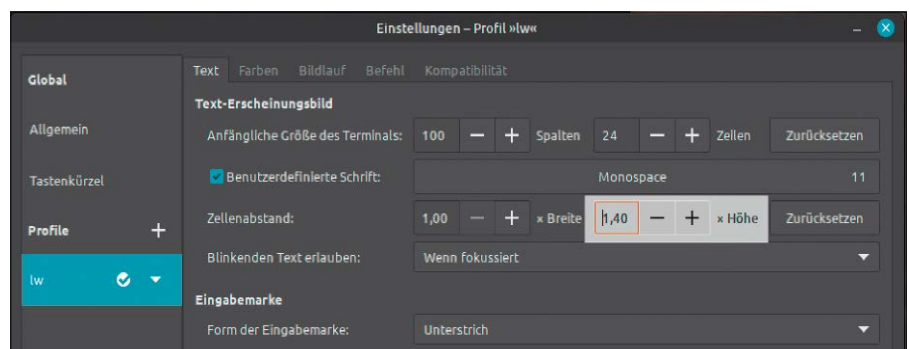 Einstellungen – Profil »lw«
Global
Allgemein
Tastenkürzel
Profile +
lw
Text Farben Bildlauf Befehl Kompatibilität
Text-Erscheinungsbild
Anfängliche Größe des Terminals: 100 − + Spalten 24 − + Zeilen Zurücksetzen
Benutzerdefinierte Schrift: Monospace 11
Zellenabstand: 1,00 − + × Breite 1,40 − + × Höhe Zurücksetzen
Blinkenden Text erlauben: Wenn fokussiert
Eingabemarke
Form der Eingabemarke: Unterstrich